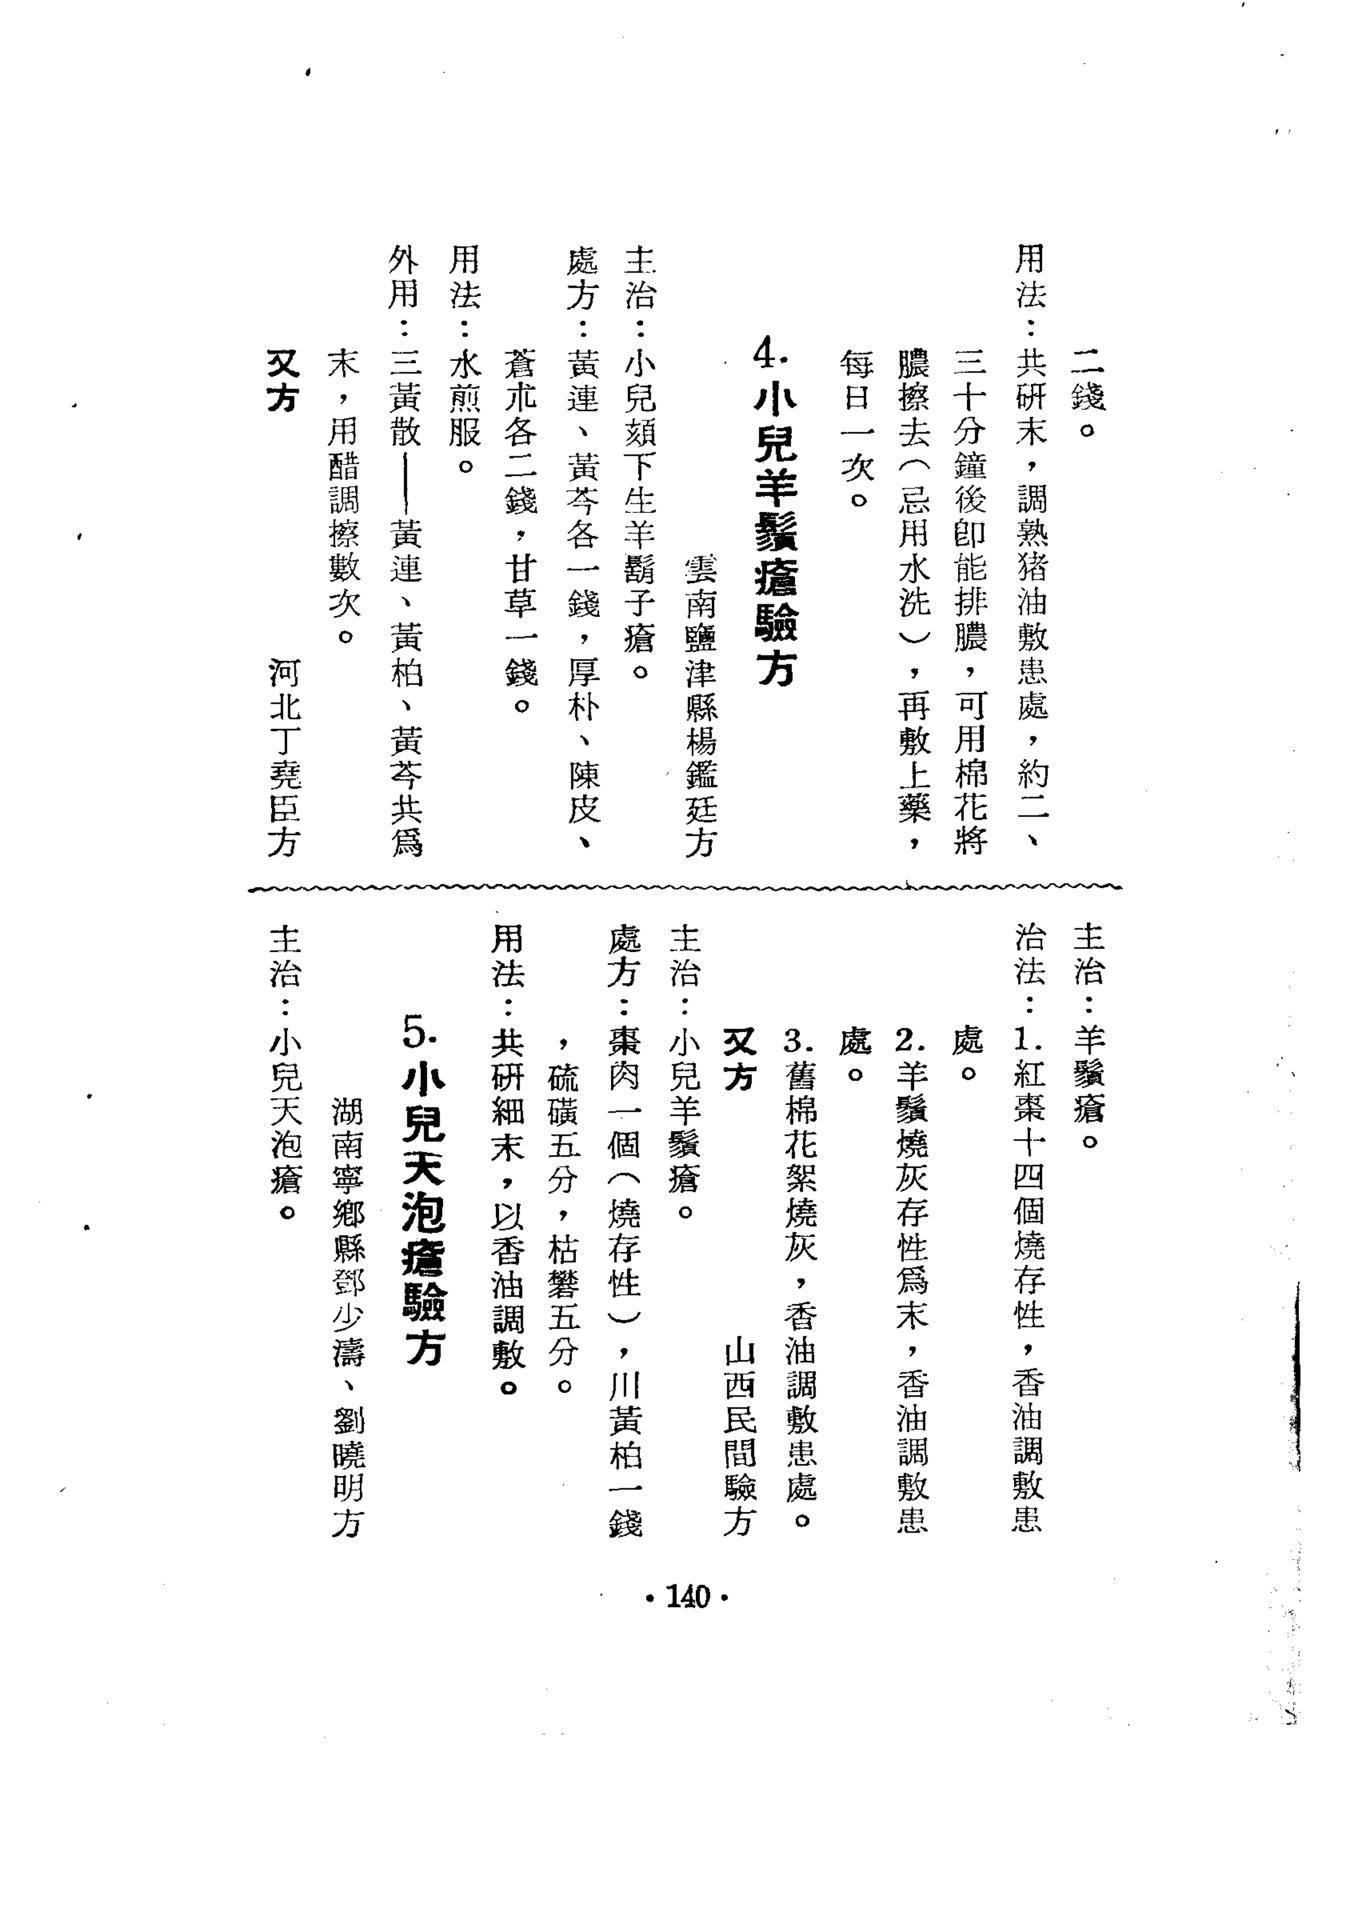 二錢。
用法：共研末，調熟猪油敷患處，約二、
三十分鐘後卽能排膿，可用棉花將
膿擦去（忌用水洗），再敷上藥，
每日一次。
4.小兒羊鬚瘡驗方
雲南鹽津縣楊鑑廷方
主治：小兒頦下生羊鬍子瘡。
處方：黃連、黃芩各一錢，厚朴、陳皮、
蒼朮各二錢，甘草一錢。
用法：水煎服。
外用：三黃散——黃連、黃柏、黃芩共爲
末，用醋調擦數次。
又方　　河北丁堯臣方
主治：羊鬚瘡。
治法：1.紅棗十四個燒存性，香油調敷患
處。
2.羊鬚燒灰存性爲末，香油調敷患
處。
3.舊棉花絮燒灰，香油調敷患處。
又方　　山西民間驗方
主治：小兒羊鬚瘡。
處方：棗肉一個（燒存性），川黃柏一錢
，硫磺五分，枯礬五分。
用法：共研細末，以香油調敷。
5.小兒天泡瘡驗方
湖南寧鄉縣鄧少濤、劉曉明方
主治：小兒天泡瘡。
·140·